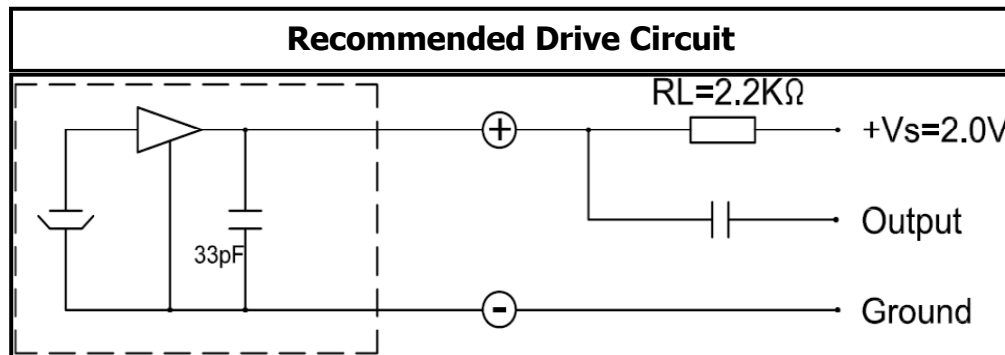 Recommended Drive Circuit
RL=2.2KΩ
+
+Vs=2.0V
Output
33pF
-
Ground